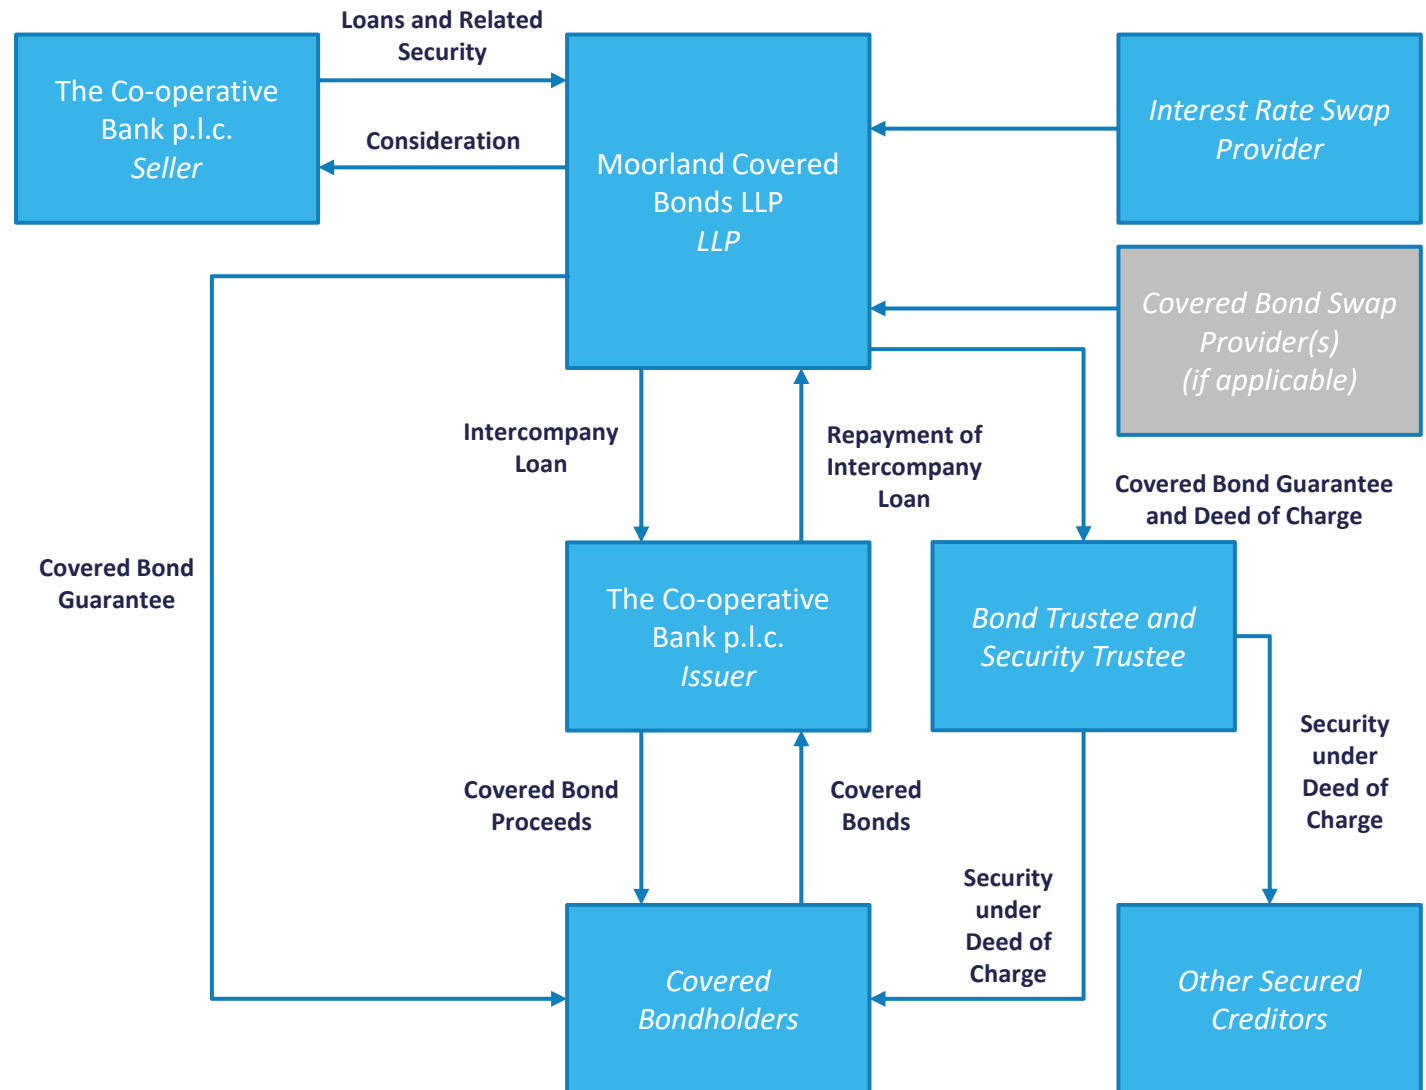 Loans and Related
Security
The Co-operative
Bank p.l.c.
Seller
Consideration
Moorland Covered
Bonds LLP
LLP
Interest Rate Swap
Provider
Covered Bond Swap
Provider(s)
(if applicable)
Intercompany
Loan
Repayment of
Intercompany
Loan
Covered Bond Guarantee
and Deed of Charge
Covered Bond
Guarantee
The Co-operative
Bank p.l.c.
Issuer
Bond Trustee and
Security Trustee
Covered Bond
Proceeds
Covered
Bonds
Security
under
Deed of
Charge
Security
under
Deed of
Charge
Covered
Bondholders
Other Secured
Creditors